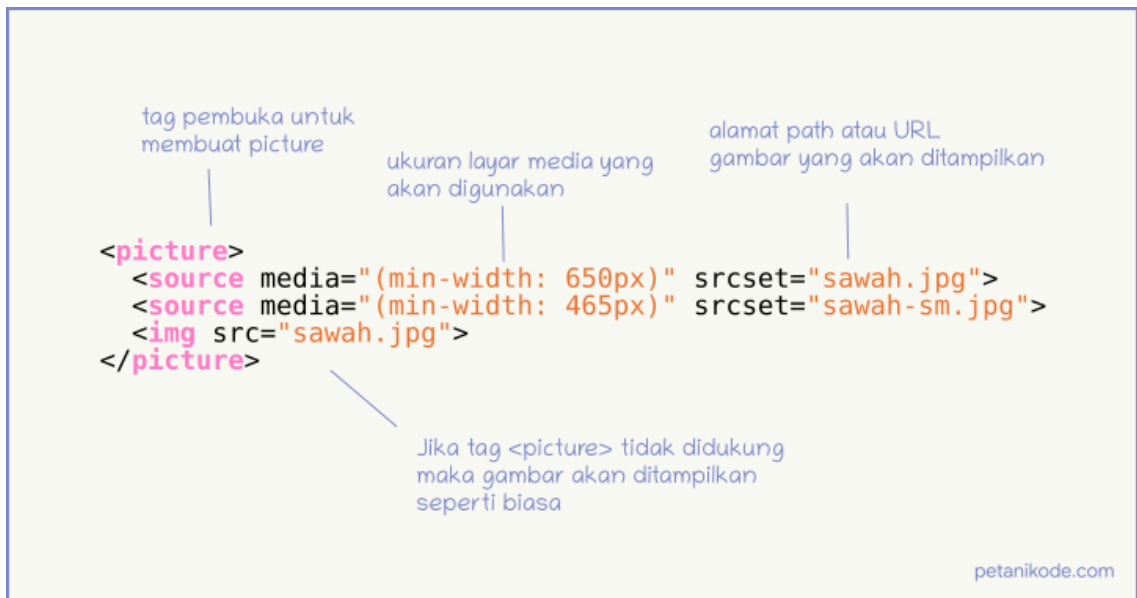 tag pembuka untuk
membuat picture
ukuran layar media yang
akan digunakan
alamat path atau URL
gambar yang akan ditampilkan
<picture>
  <source media="(min-width: 650px)" srcset="sawah.jpg">
  <source media="(min-width: 465px)" srcset="sawah-sm.jpg">
  <img src="sawah.jpg">
</picture>
Jika tag <picture> tidak didukung
maka gambar akan ditampilkan
seperti biasa
petanikode.com